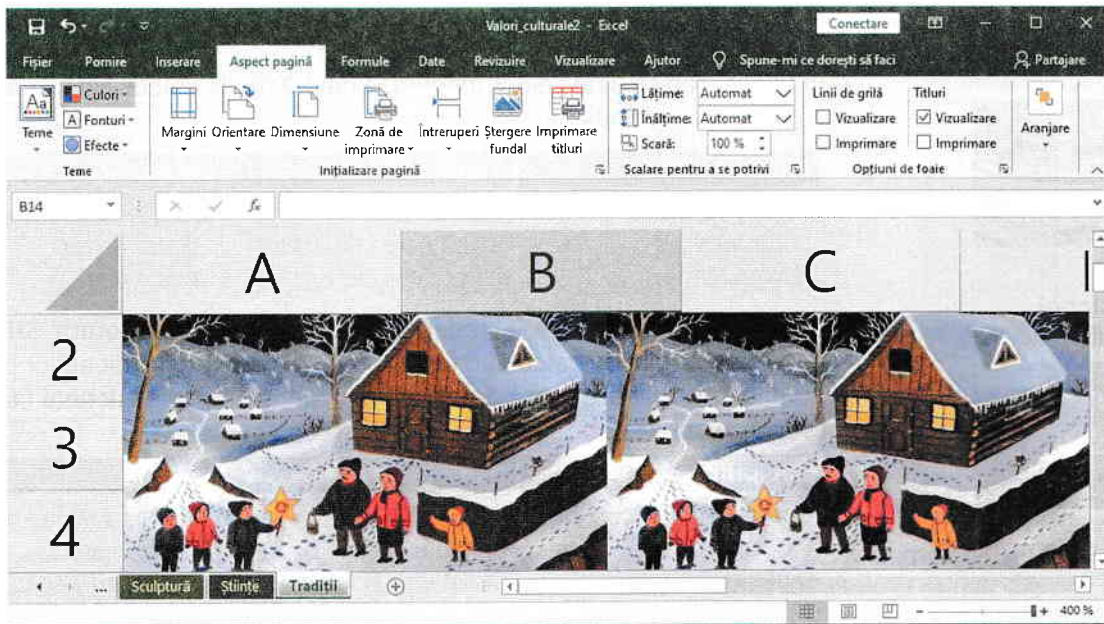 Valori_culturale2 - Excel
Conectare
Fișier Pornire Inserare Aspect pagină Formule Date Revizuire Vizualizare Ajutor Spune-mi ce dorești să faci Partajare
Aa
Teme
Culori
A Fonturi
Efecte
Teme
Margini Orientare Dimensiune Zonă de imprimare Întreruperi Ștergere fundal Imprimare titluri
Inițializare pagină
Lățime: Automat
Înălțime: Automat
Scară: 100 %
Scalare pentru a se potrivi
Linii de grilă Titluri
Vizualizare Vizualizare
Imprimare Imprimare
Opțiuni de foaie
Aranjare
B14 fx
A B C
2
3
4
... Sculptură Științe Tradiții
400 %